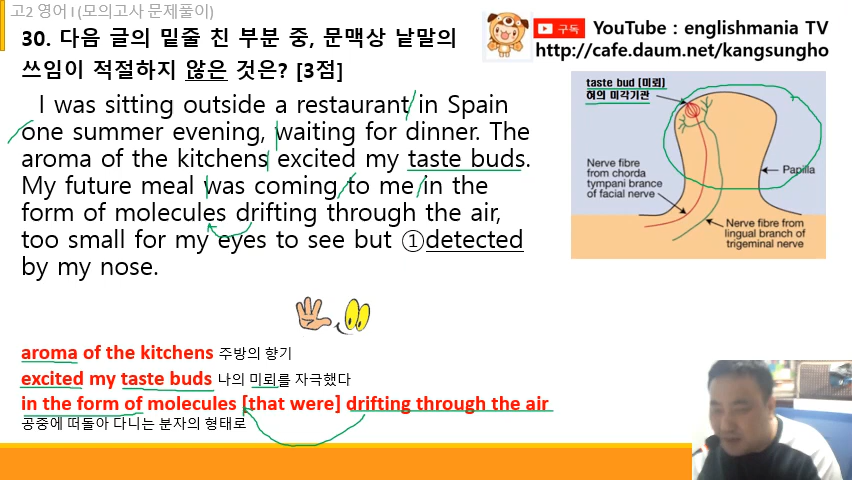 고2 영어 I (모의고사 문제풀이)
30. 다음 글의 밑줄 친 부분 중, 문맥상 낱말의
쓰임이 적절하지 않은 것은? [3점]
구독 YouTube : englishmania TV
http://cafe.daum.net/kangsungho
I was sitting outside a restaurant in Spain
one summer evening, waiting for dinner. The
aroma of the kitchens excited my taste buds.
My future meal was coming to me in the
form of molecules drifting through the air,
too small for my eyes to see but ①detected
by my nose.
taste bud (미뢰)
혀의 미각기관
Nerve fibre
from chorda
tympani brance
of facial nerve
Papilla
Nerve fibre from
lingual branch of
trigeminal nerve
aroma of the kitchens 주방의 향기
excited my taste buds 나의 미뢰를 자극했다
in the form of molecules [that were] drifting through the air
공중에 떠돌아 다니는 분자의 형태로